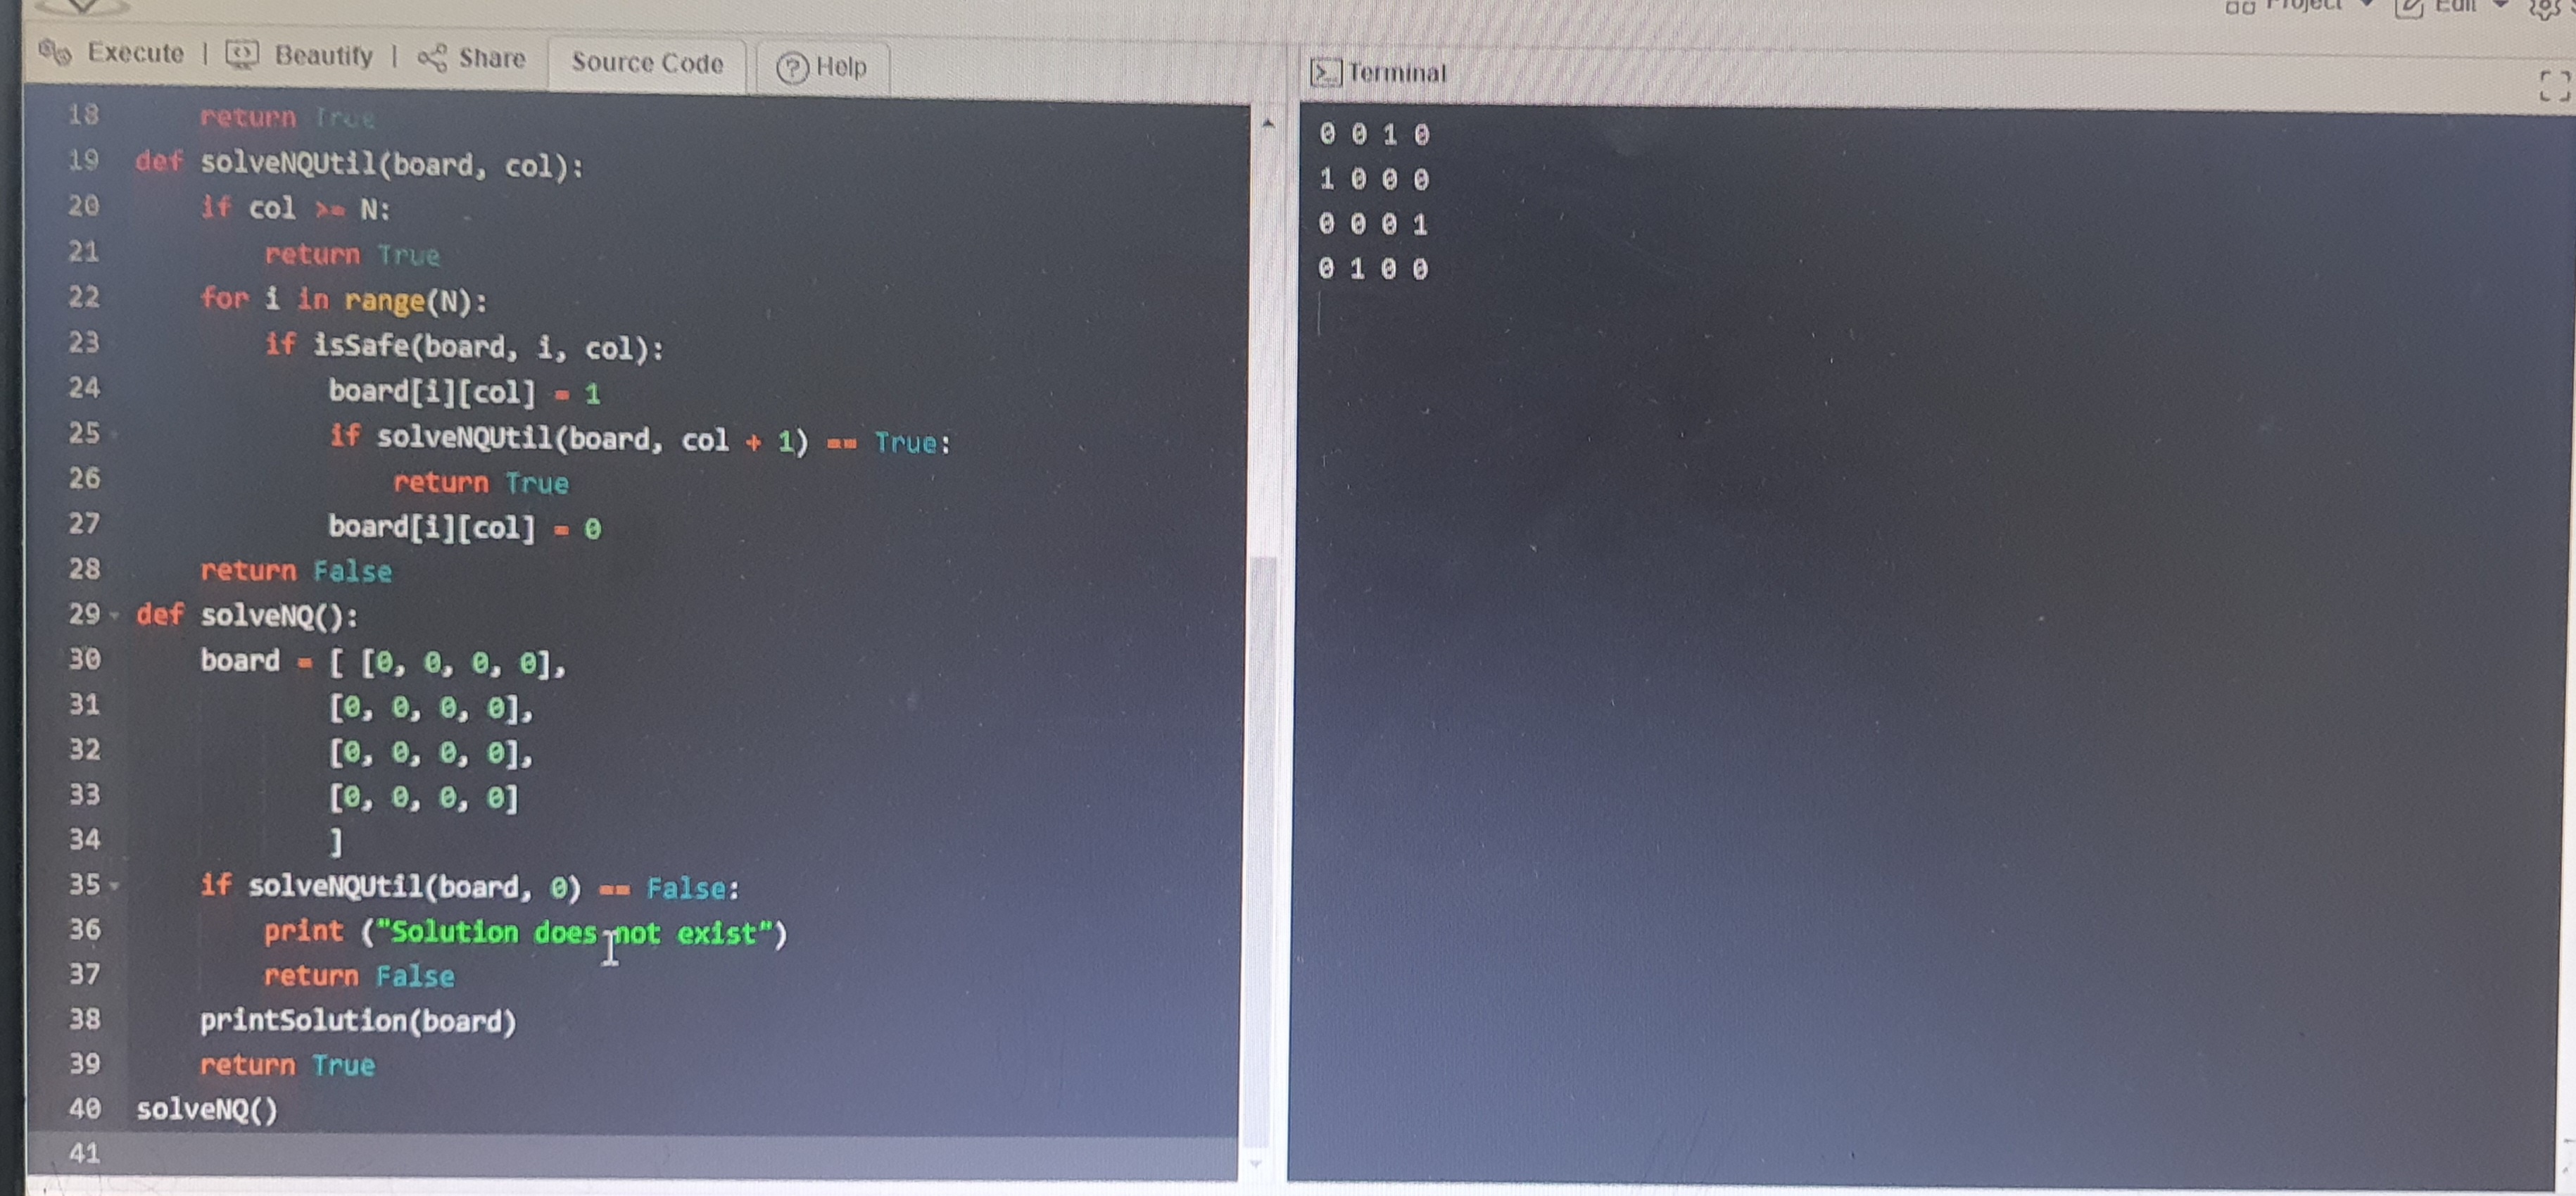 Project Edit
Execute | Beautify | Share Source Code Help
18     return True
19 def solveNQUtil(board, col):
20     if col >= N:
21         return True
22     for i in range(N):
23         if isSafe(board, i, col):
24             board[i][col] = 1
25             if solveNQUtil(board, col + 1) == True:
26                 return True
27             board[i][col] = 0
28     return False
29 def solveNQ():
30     board = [ [0, 0, 0, 0],
31             [0, 0, 0, 0],
32             [0, 0, 0, 0],
33             [0, 0, 0, 0]
34             ]
35     if solveNQUtil(board, 0) == False:
36         print ("Solution does not exist")
37         return False
38     printSolution(board)
39     return True
40 solveNQ()
41
Terminal
0 0 1 0
1 0 0 0
0 0 0 1
0 1 0 0